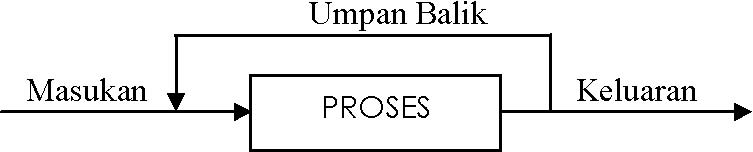 Umpan Balik
Masukan
PROSES
Keluaran